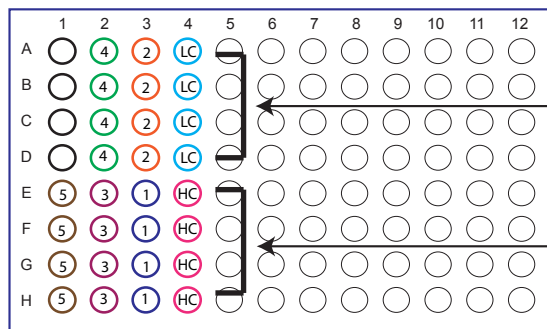 1 2 3 4 5 6 7 8 9 10 11 12
A 4 2 LC
B 4 2 LC
C 4 2 LC
D 4 2 LC
E 5 3 1 HC
F 5 3 1 HC
G 5 3 1 HC
H 5 3 1 HC